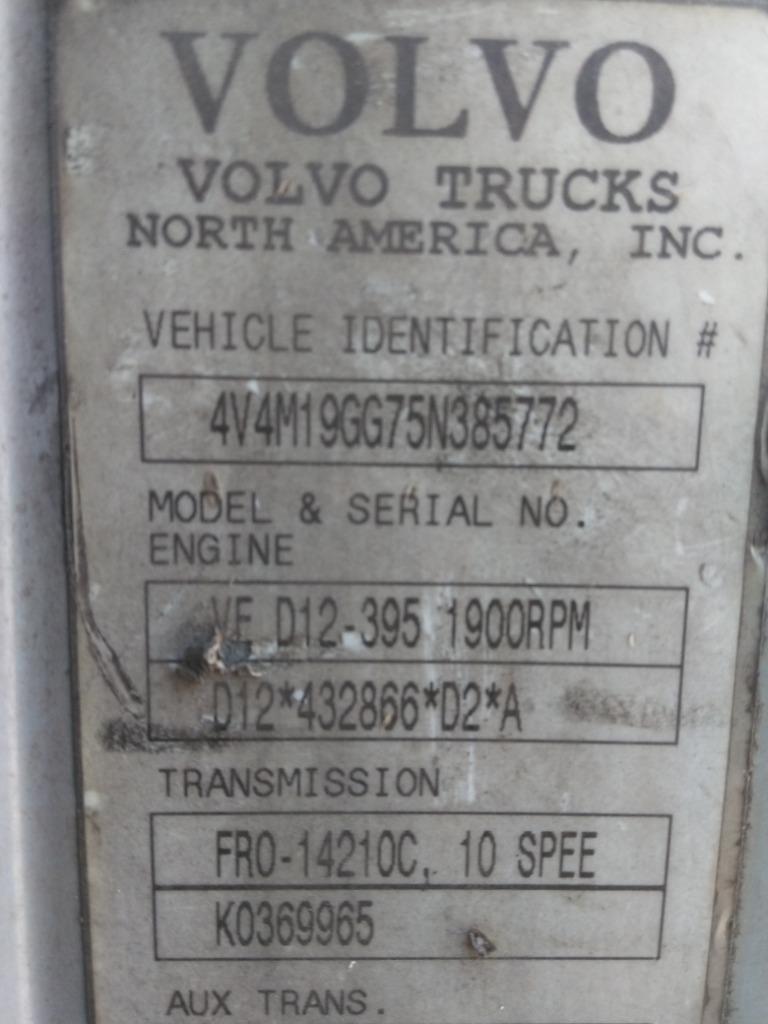 VOLVO
VOLVO TRUCKS
NORTH AMERICA, INC.
VEHICLE IDENTIFICATION #
4V4M19GG75N385772
MODEL & SERIAL NO.
ENGINE
VE D12-395 1900RPM
D12*432866*D2*A
TRANSMISSION
FRO-14210C, 10 SPEE
K0369965
AUX TRANS.